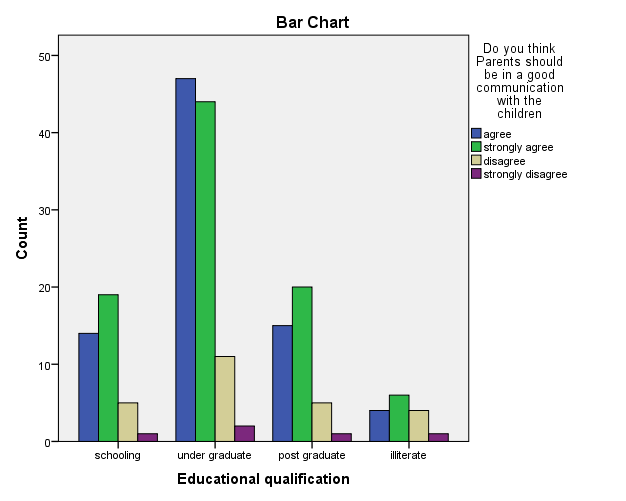 Bar Chart
Do you think
Parents should
be in a good
communication
with the
children
agree
strongly agree
disagree
strongly disagree
50
40
30
20
10
0
Count
schooling
under graduate
post graduate
illiterate
Educational qualification